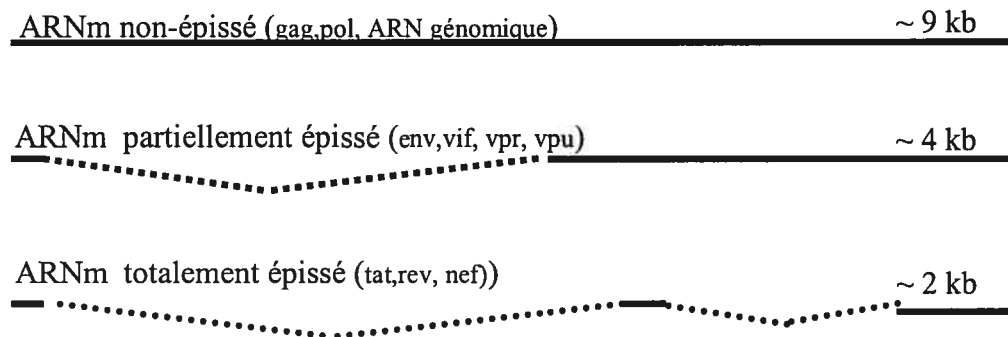 ARNm non-épissé (gag,pol, ARN génomique) ~ 9 kb
ARNm partiellement épissé (env,vif, vpr, vpu) ~ 4 kb
ARNm totalement épissé (tat,rev, nef)) ~ 2 kb